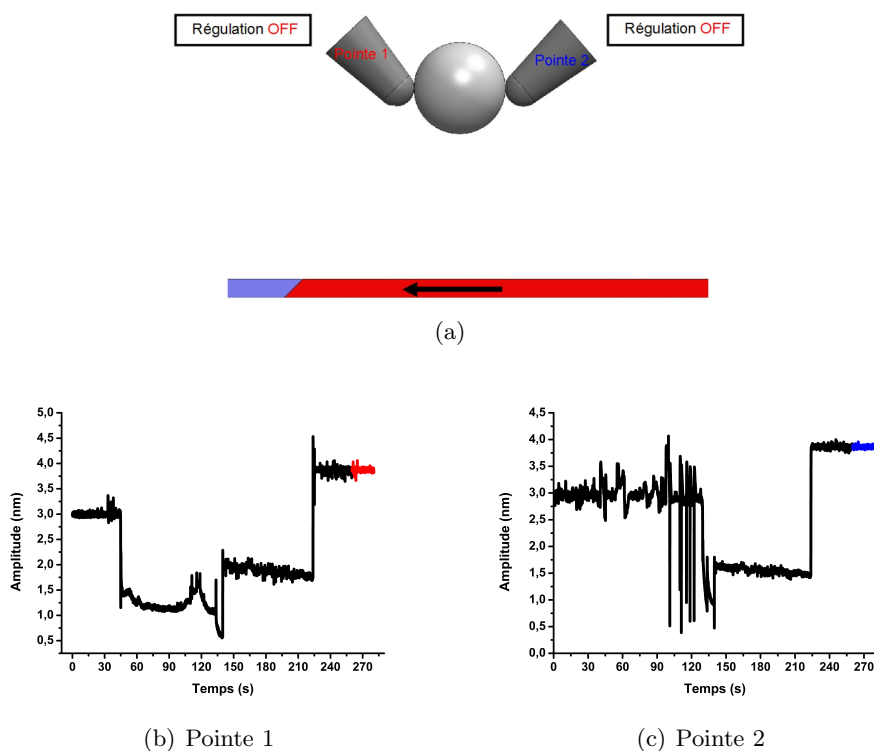 Régulation OFF
Régulation OFF
Pointe 1
Pointe 2
(a)
5,0
4,5
4,0
3,5
3,0
2,5
2,0
1,5
1,0
0,5
Amplitude (nm)
0 30 60 90 120 150 180 210 240 270
Temps (s)
4,5
4,0
3,5
3,0
2,5
2,0
1,5
1,0
0,5
0,0
Amplitude (nm)
0 30 60 90 120 150 180 210 240 270
Temps (s)
(b) Pointe 1
(c) Pointe 2